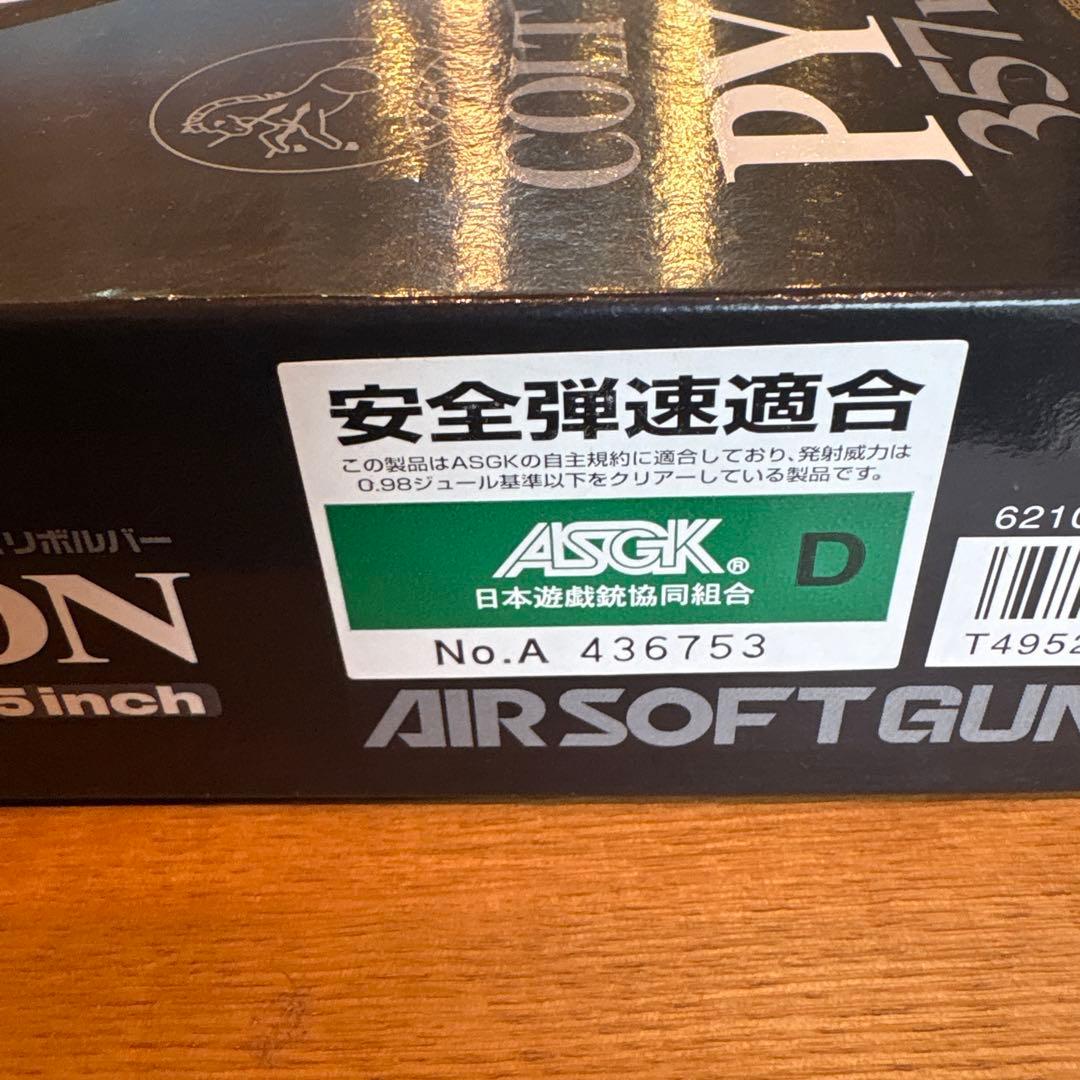 COLT
PY
357
安全弾速適合
この製品はASGKの自主規約に適合しており、発射威力は
0.98ジュール基準以下をクリアーしている製品です。
ASGK®
D
日本遊戯銃協同組合
No.A 436753
リボルバー
ON
5inch
AIRSOFTGUN
6210
T4952